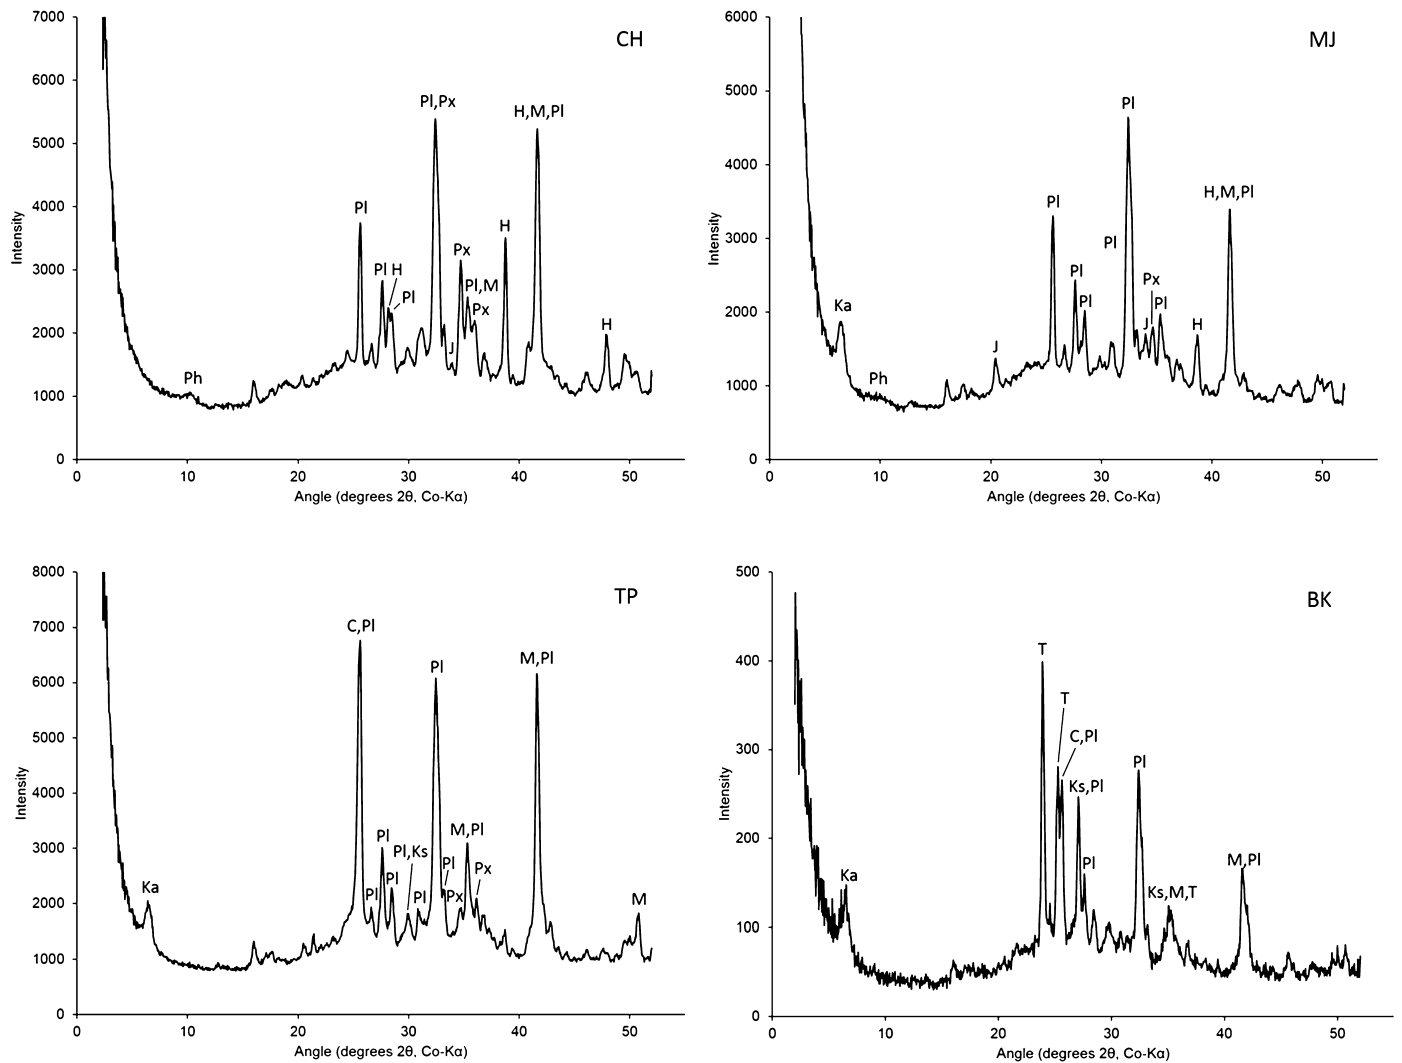 7000
6000
5000
4000
3000
2000
1000
0
Intensity
CH
Pl,Px
H,M,Pl
Pl
H
Px
Pl H
Pl,M
Pl
Px
H
J
Ph
0 10 20 30 40 50
Angle (degrees 2θ, Co-Kα)
6000
5000
4000
3000
2000
1000
0
Intensity
MJ
Pl
H,M,Pl
Pl
Pl
Pl
Px
Ka
Pl
Pl
J
H
J
Ph
0 10 20 30 40 50
Angle (degrees 2θ, Co-Kα)
8000
7000
6000
5000
4000
3000
2000
1000
0
Intensity
TP
C,Pl
M,Pl
Pl
M,Pl
Pl
Pl,Ks
Pl
Px
Pl
Ka
Pl
Pl
Px
M
0 10 20 30 40 50
Angle (degrees 2θ, Co-Kα)
500
400
300
200
100
0
Intensity
BK
T
T
C,Pl
Pl
Ks,Pl
Pl
M,Pl
Ka
Ks,M,T
0 10 20 30 40 50
Angle (degrees 2θ, Co-Kα)